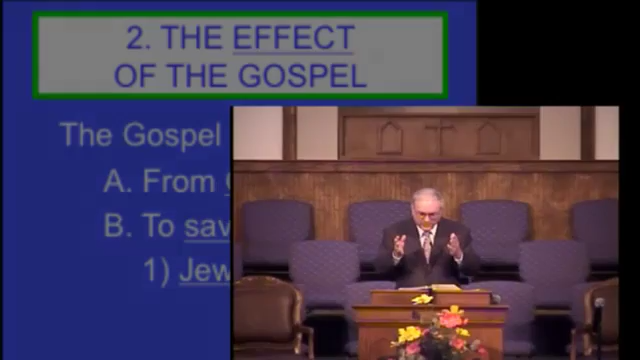 2. THE EFFECT
OF THE GOSPEL
The Gospel
A. From
B. To sav
1) Jew